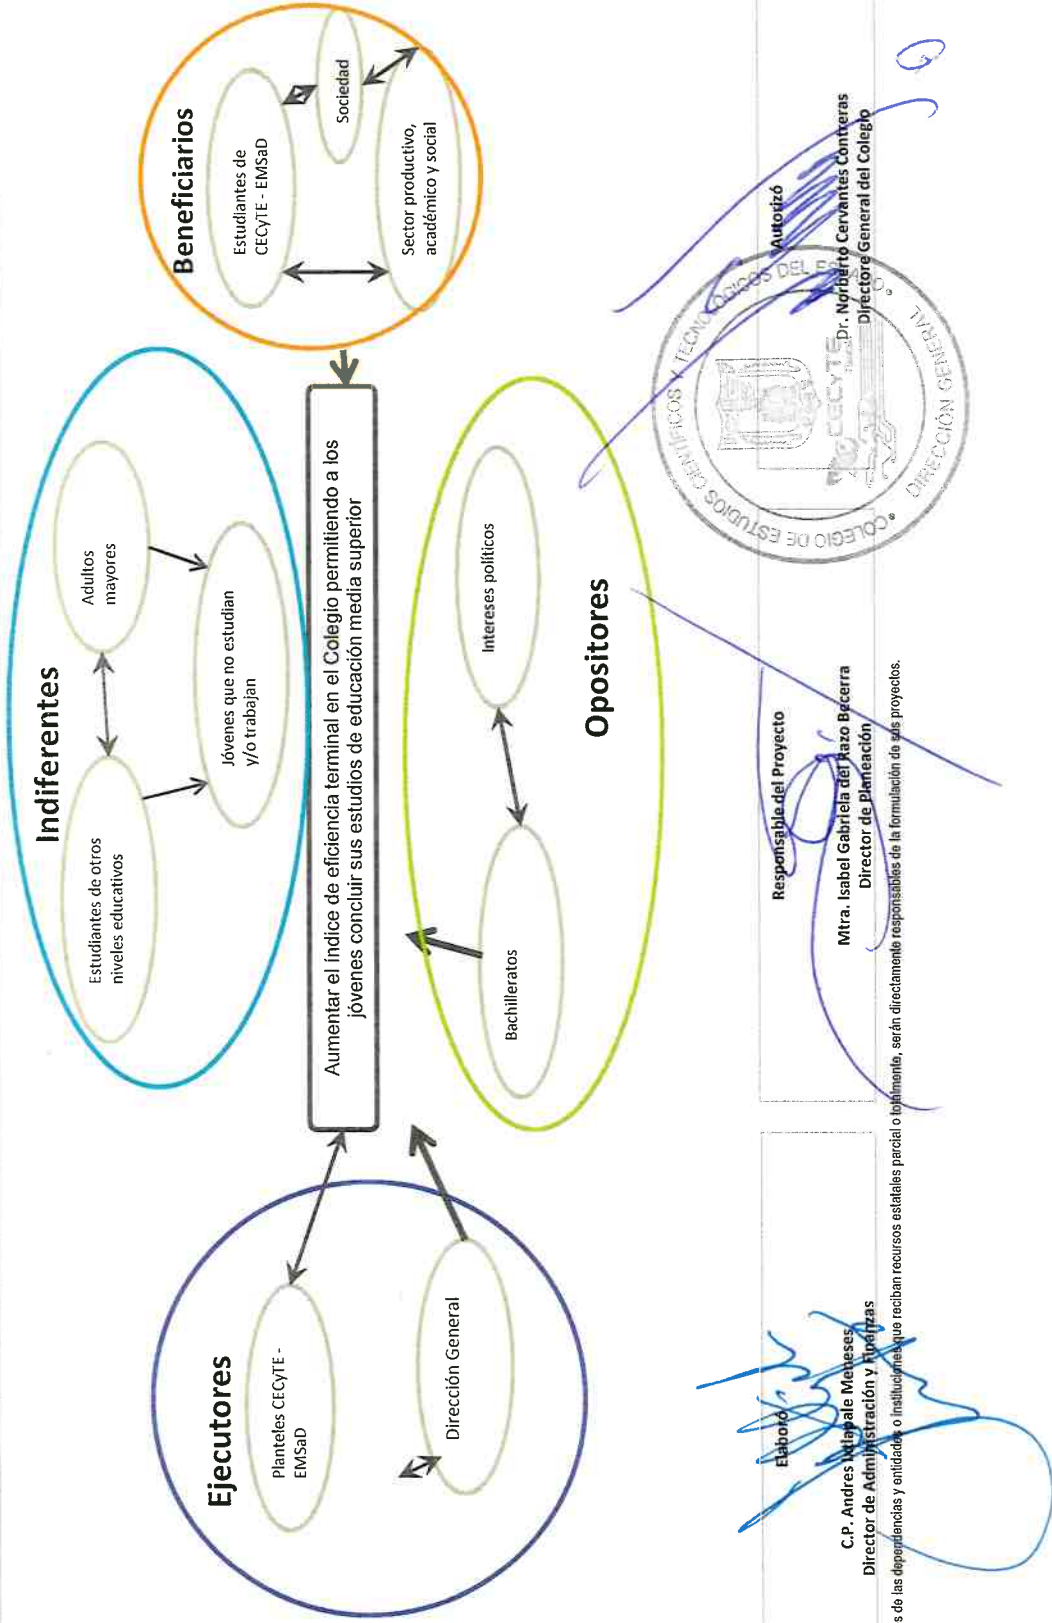 Indiferentes
Estudiantes de otros
niveles educativos
Adultos
mayores
Jóvenes que no estudian
y/o trabajan
Ejecutores
Planteles CECyTE -
EMSaD
Dirección General
Aumentar el índice de eficiencia terminal en el Colegio permitiendo a los
jóvenes concluir sus estudios de educación media superior
Beneficiarios
Estudiantes de
CECyTE - EMSaD
Sociedad
Sector productivo,
académico y social
Bachilleratos
Intereses políticos
Opositores
Elaboró
C.P. Andres Ixtlapale Meneses
Director de Administración y Finanzas
Responsable del Proyecto
Mtra. Isabel Gabriela del Razo Becerra
Director de Planeación
Autorizó
Dr. Norberto Cervantes Contreras
Directore General del Colegio
COLEGIO DE ESTUDIOS CIENTÍFICOS Y TECNOLÓGICOS DEL ESTADO
DIRECCIÓN GENERAL
CECyTE
s de las dependencias y entidades o instituciones que reciban recursos estatales parcial o totalmente, serán directamente responsables de la formulación de sus proyectos.